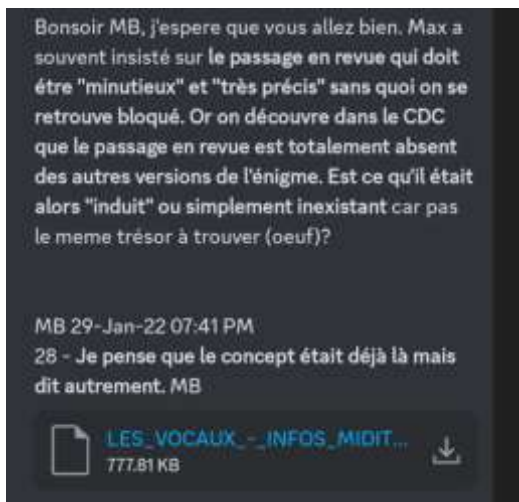 Bonsoir MB, j'espere que vous allez bien. Max a
souvent insisté sur le passage en revue qui doit
être "minutieux" et "très précis" sans quoi on se
retrouve bloqué. Or on découvre dans le CDC
que le passage en revue est totalement absent
des autres versions de l'énigme. Est ce qu'il était
alors "induit" ou simplement inexistant car pas
le meme trésor à trouver (oeuf)?
MB 29-Jan-22 07:41 PM
28 - Je pense que le concept était déjà là mais
dit autrement. MB
LES_VOCAUX_-_INFOS_MIDIT...
777.81 KB